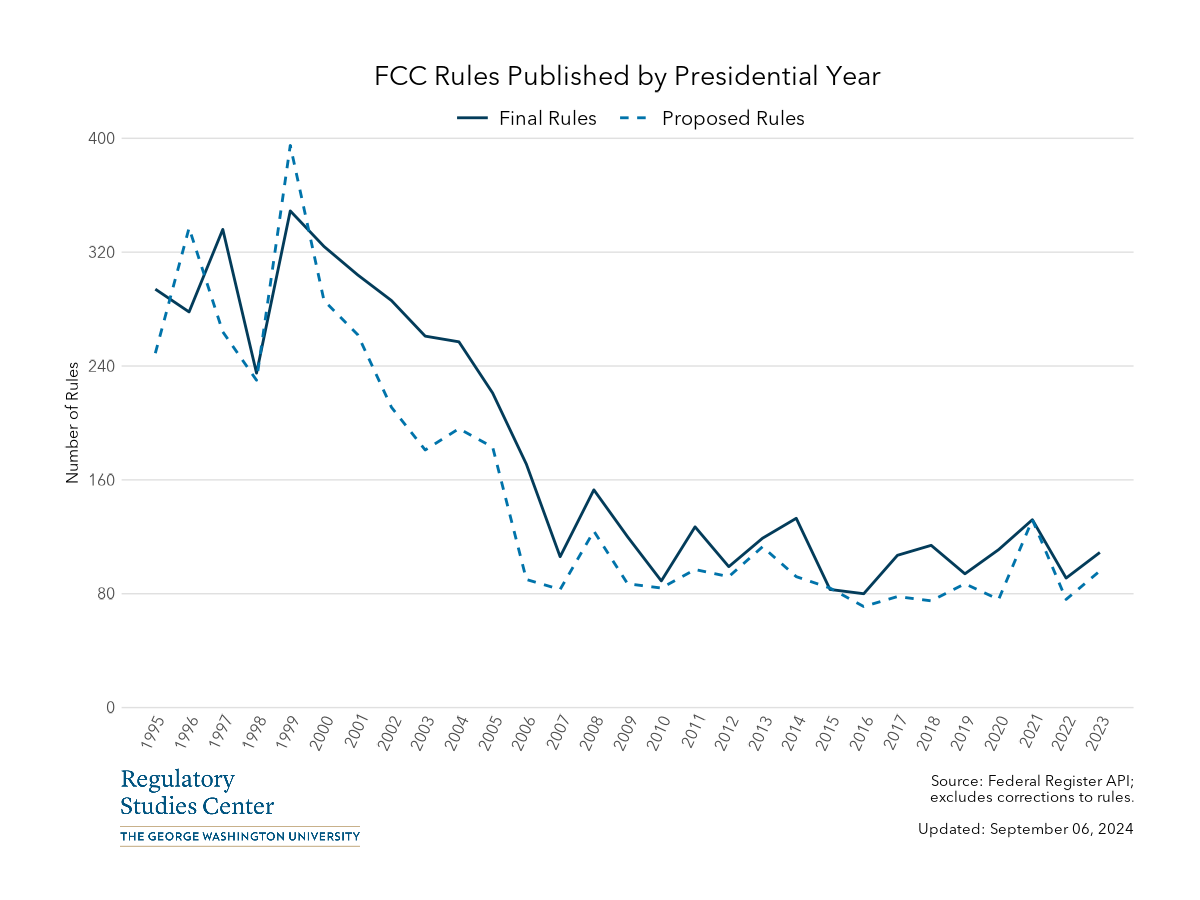 FCC Rules Published by Presidential Year
Final Rules Proposed Rules
400
320
240
160
80
0
Number of Rules
1995 1996 1997 1998 1999 2000 2001 2002 2003 2004 2005 2006 2007 2008 2009 2010 2011 2012 2013 2014 2015 2016 2017 2018 2019 2020 2021 2022 2023
Regulatory
Studies Center
THE GEORGE WASHINGTON UNIVERSITY
Source: Federal Register API;
excludes corrections to rules.
Updated: September 06, 2024